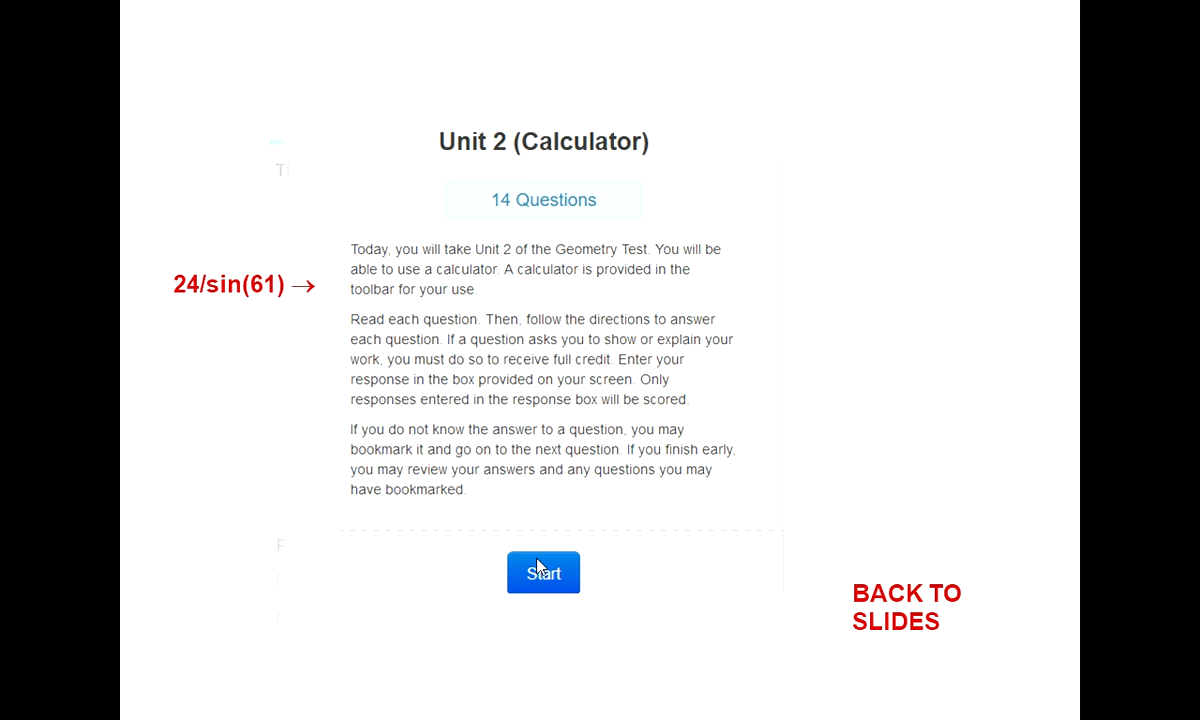 Unit 2 (Calculator)
14 Questions
Today, you will take Unit 2 of the Geometry Test. You will be
able to use a calculator. A calculator is provided in the
toolbar for your use.
24/sin(61) →
Read each question. Then, follow the directions to answer
each question. If a question asks you to show or explain your
work, you must do so to receive full credit. Enter your
response in the box provided on your screen. Only
responses entered in the response box will be scored.
If you do not know the answer to a question, you may
bookmark it and go on to the next question. If you finish early,
you may review your answers and any questions you may
have bookmarked.
Start
BACK TO
SLIDES